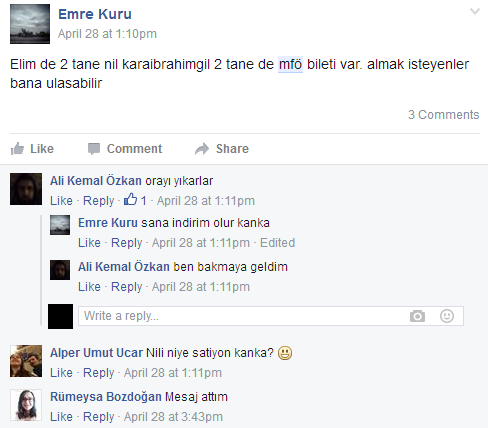 Emre Kuru
April 28 at 1:10pm
Elim de 2 tane nil karaibrahimgil 2 tane de mfö bileti var. almak isteyenler
bana ulasabilir
3 Comments
Like Comment Share
Ali Kemal Özkan orayı yıkarlar
Like · Reply · 1 · April 28 at 1:11pm
Emre Kuru sana indirim olur kanka
Like · Reply · April 28 at 1:11pm · Edited
Ali Kemal Özkan ben bakmaya geldim
Like · Reply · April 28 at 1:11pm
Write a reply...
Alper Umut Ucar Nili niye satiyon kanka?
Like · Reply · April 28 at 1:11pm
Rümeysa Bozdoğan Mesaj attım
Like · Reply · April 28 at 3:43pm